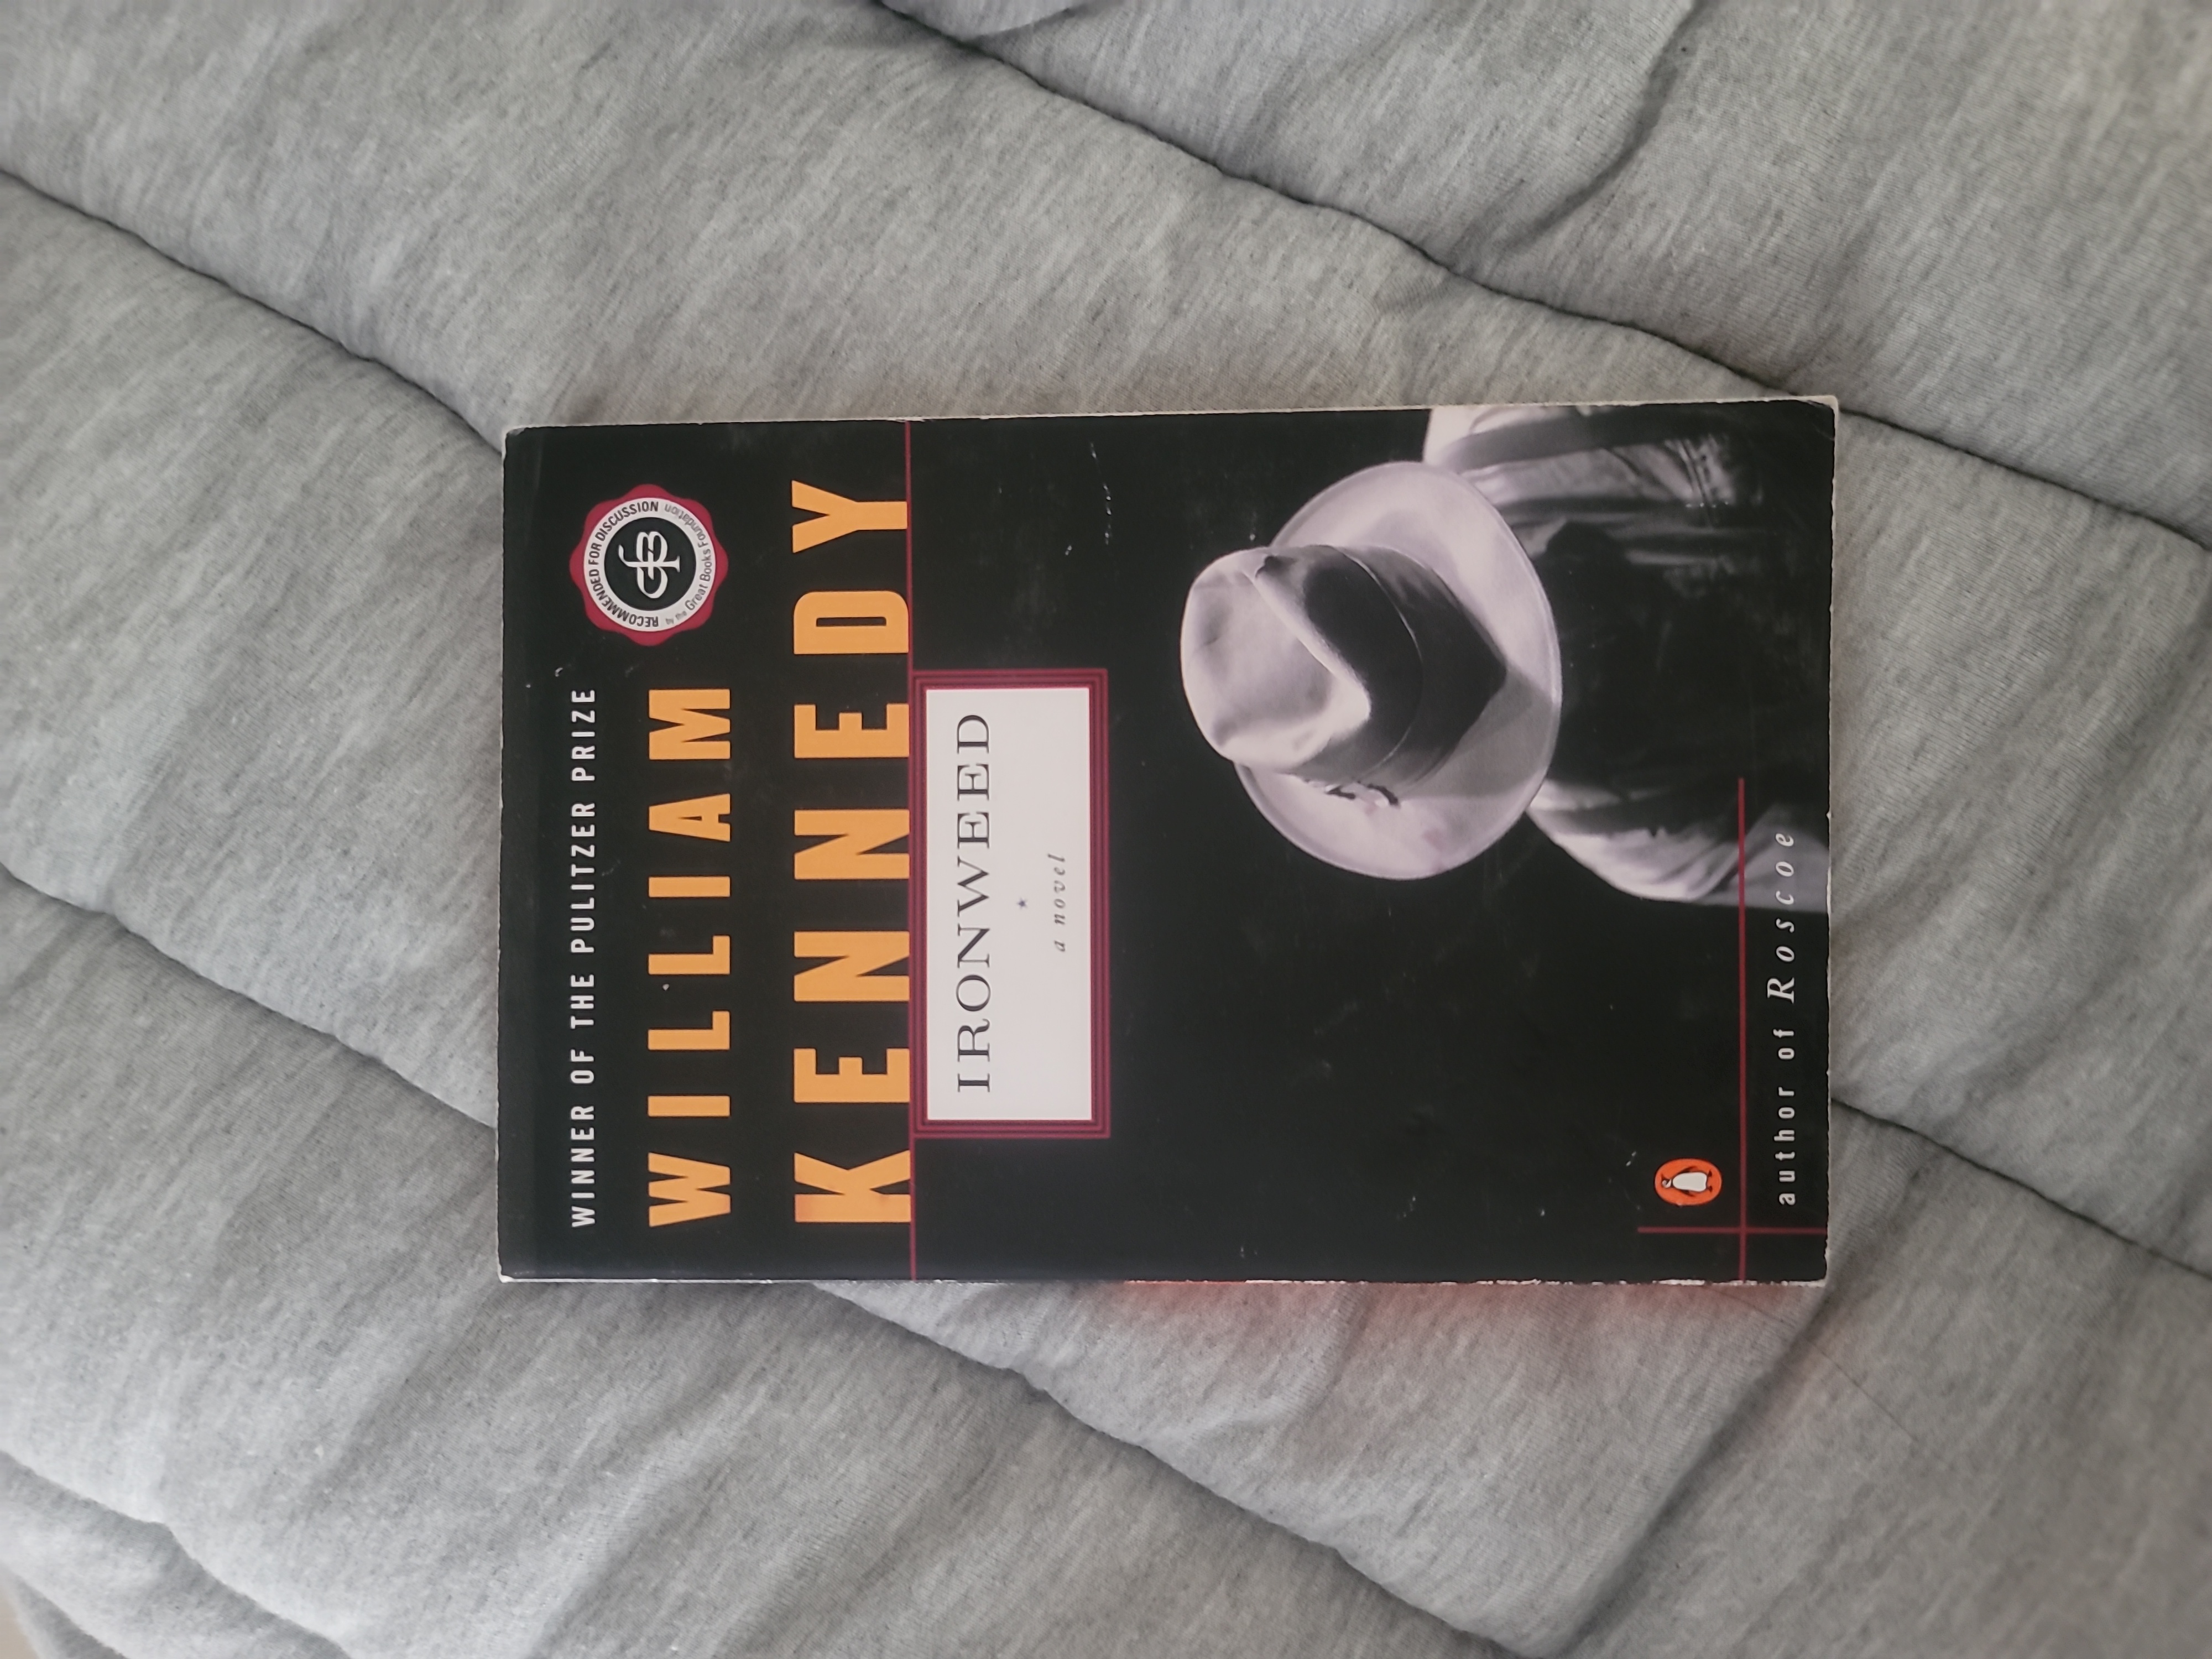 WINNER OF THE PULITZER PRIZE
RECOMMENDED FOR DISCUSSION
by the Great Books Foundation
WILLIAM
KENNEDY
IRONWEED
a novel
author of Roscoe